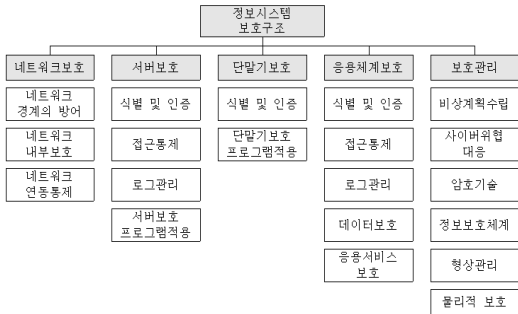 정보시스템
보호구조
네트워크보호
네트워크
경계의 방어
네트워크
내부보호
네트워크
연동통제
서버보호
식별 및 인증
접근통제
로그관리
서버보호
프로그램적용
단말기보호
식별 및 인증
단말기보호
프로그램적용
응용체계보호
식별 및 인증
접근통제
로그관리
데이터보호
응용서비스
보호
보호관리
비상계획수립
사이버위협
대응
암호기술
정보보호체계
형상관리
물리적 보호